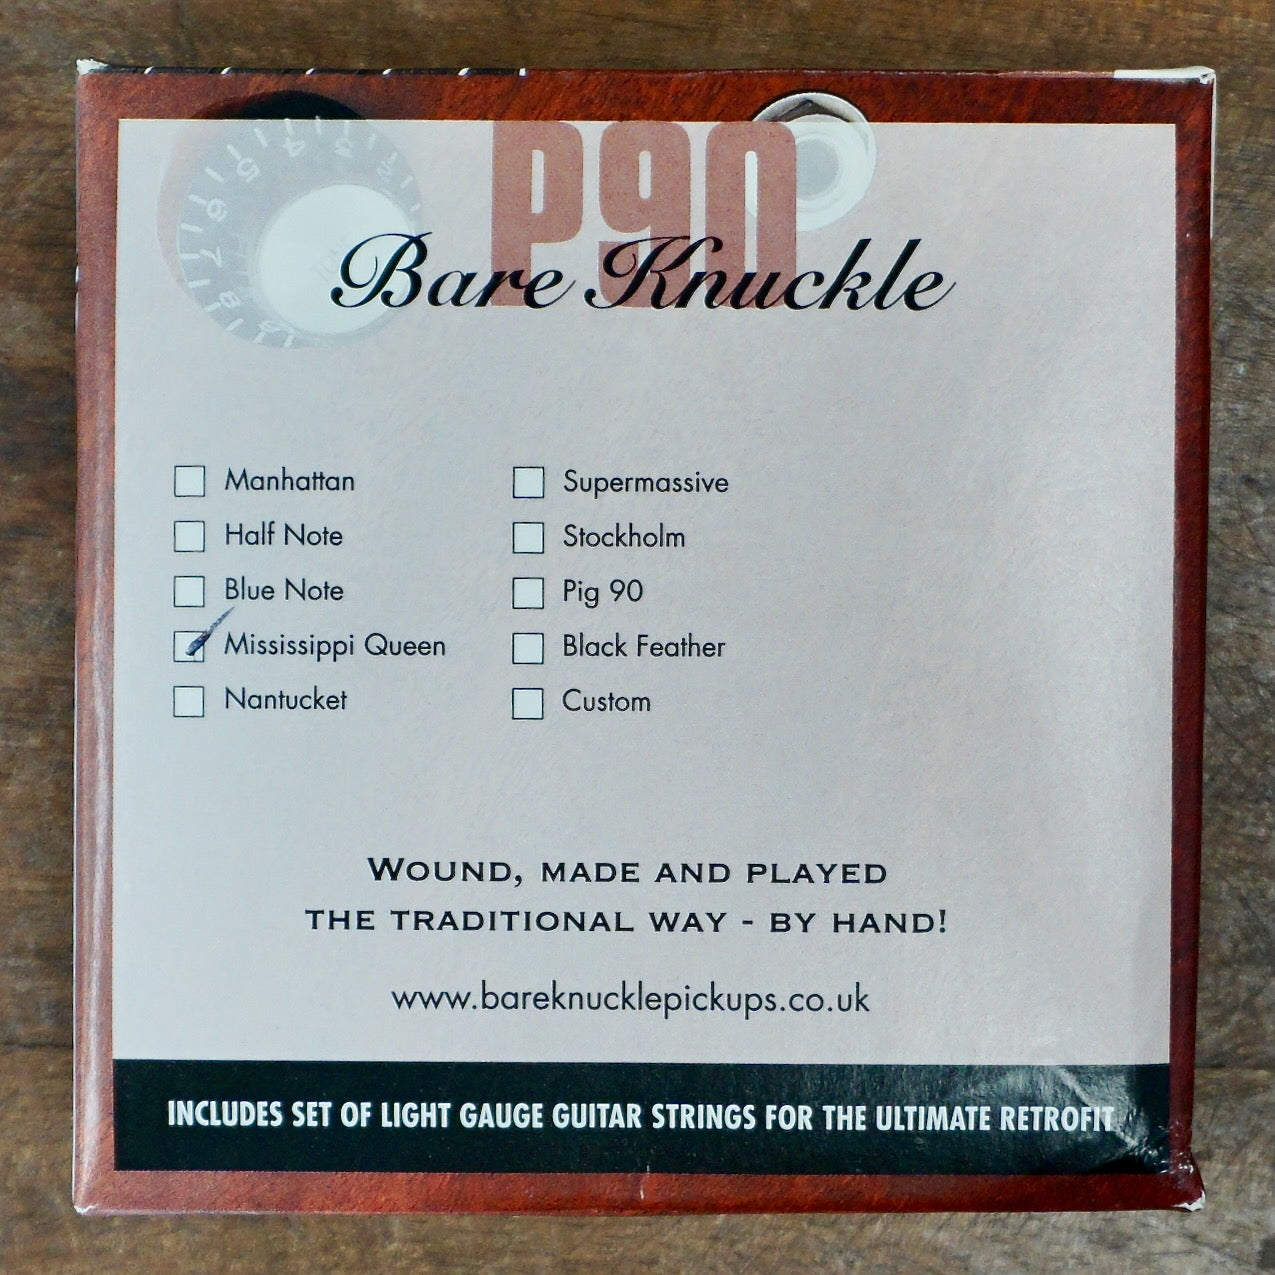 P90
Bare Knuckle
Manhattan
Half Note
Blue Note
Mississippi Queen
Nantucket
Supermassive
Stockholm
Pig 90
Black Feather
Custom
WOUND, MADE AND PLAYED
THE TRADITIONAL WAY - BY HAND!
www.bareknucklepickups.co.uk
INCLUDES SET OF LIGHT GAUGE GUITAR STRINGS FOR THE ULTIMATE RETROFIT